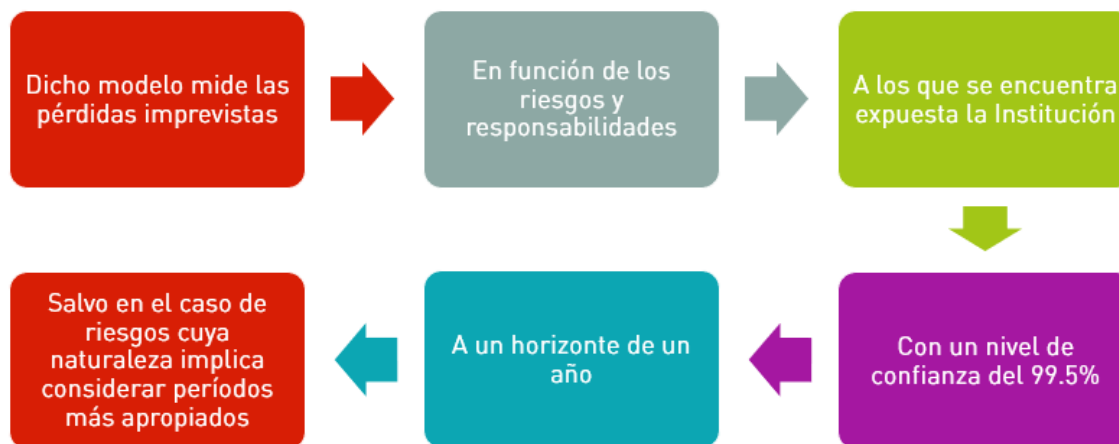 Dicho modelo mide las
pérdidas imprevistas
En función de los
riesgos y
responsabilidades
A los que se encuentra
expuesta la Institución
Con un nivel de
confianza del 99.5%
A un horizonte de un
año
Salvo en el caso de
riesgos cuya
naturaleza implica
considerar períodos
más apropiados